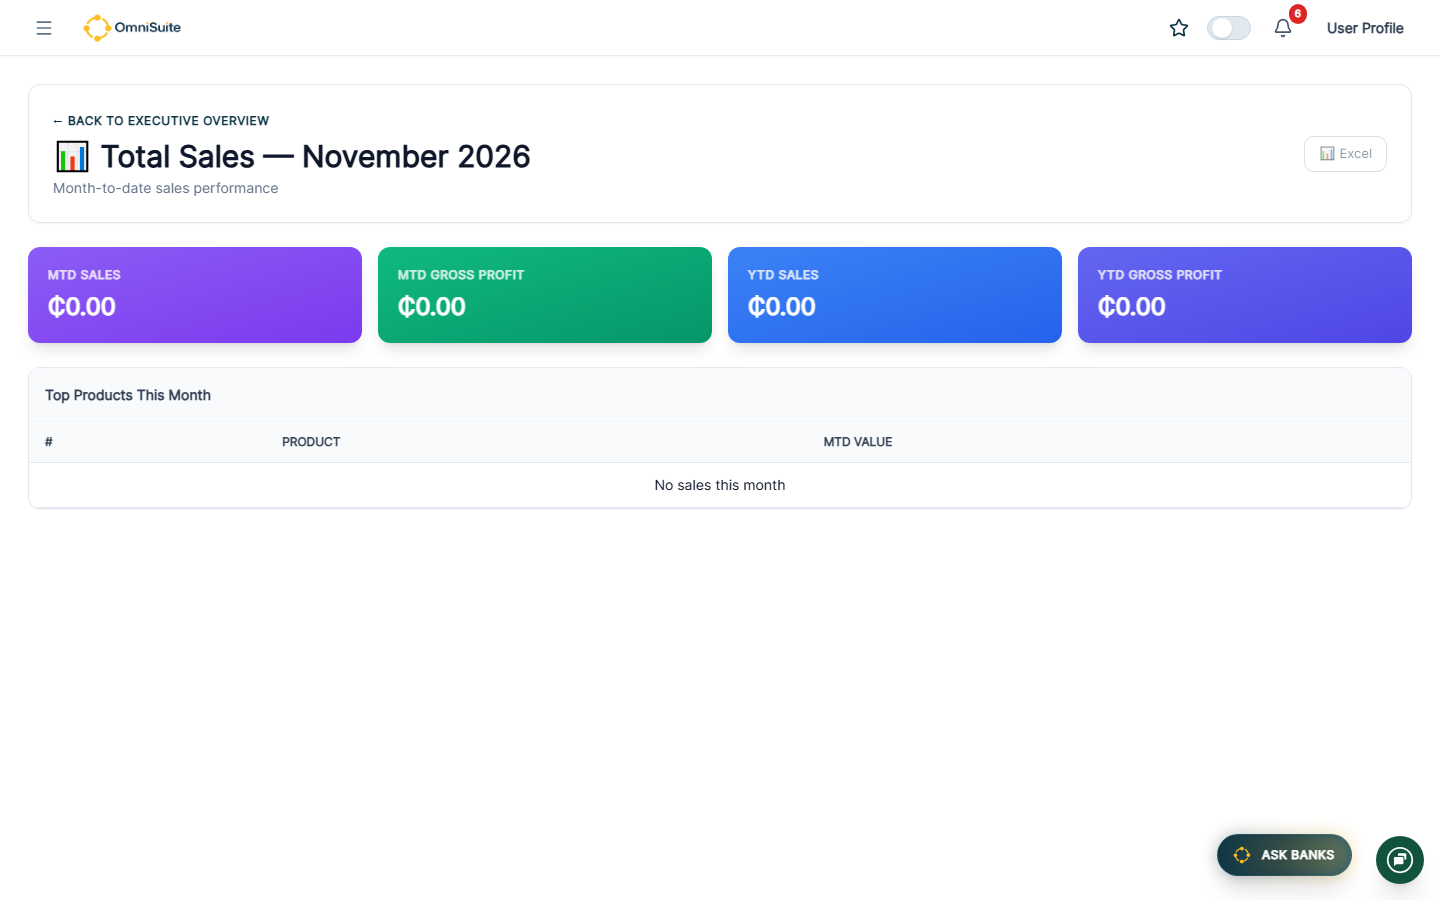 OmniSuite
6
User Profile
← BACK TO EXECUTIVE OVERVIEW
Total Sales — November 2026
Month-to-date sales performance
Excel
MTD SALES
₵0.00
MTD GROSS PROFIT
₵0.00
YTD SALES
₵0.00
YTD GROSS PROFIT
₵0.00
Top Products This Month
# PRODUCT MTD VALUE
No sales this month
ASK BANKS